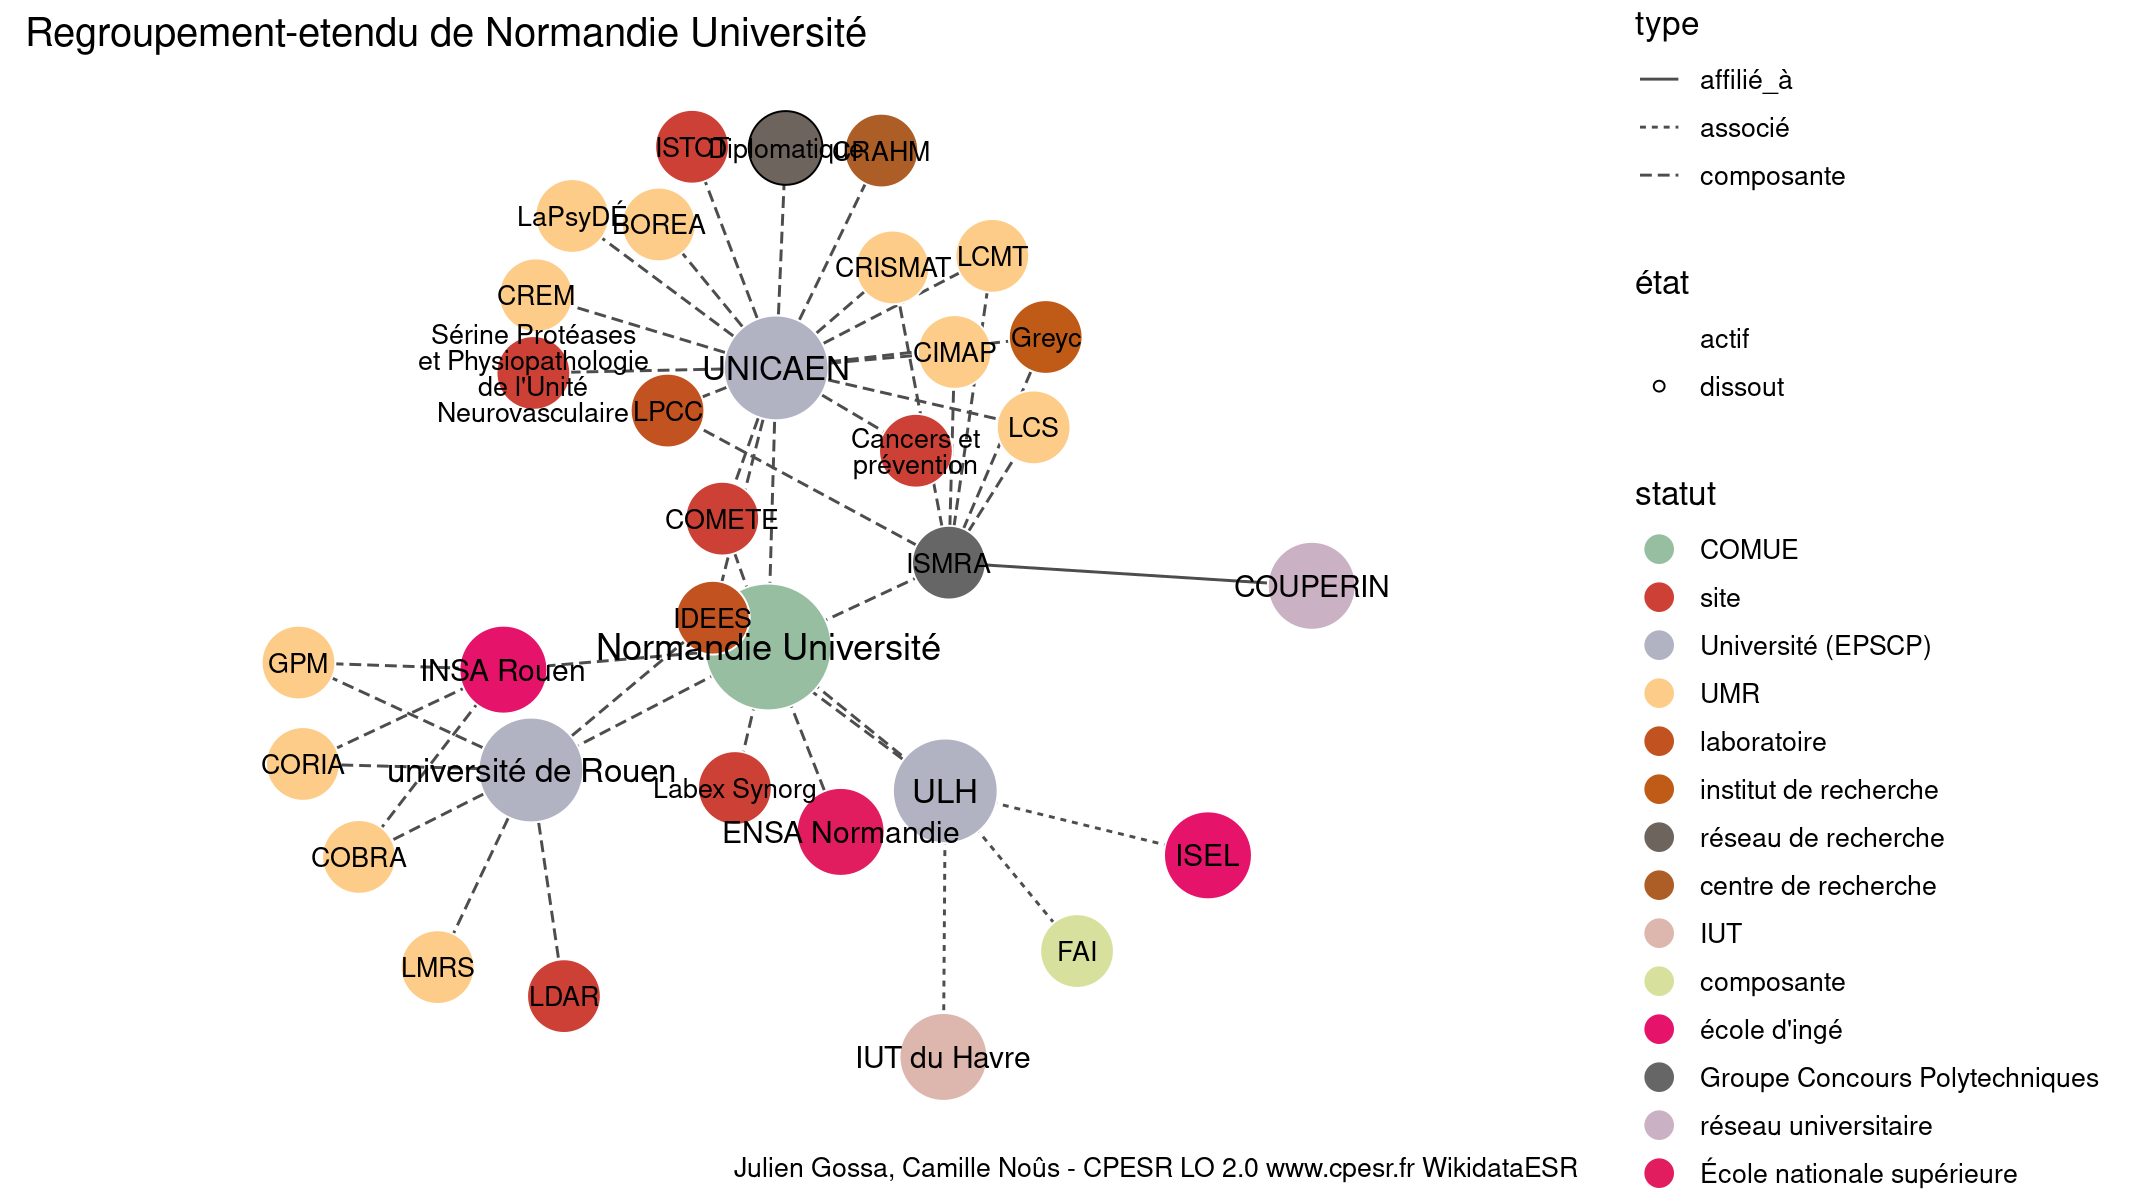 Regroupement-etendu de Normandie Université
ISTCT
Diplomatique
CRAHM
LaPsyDÉ
BOREA
CRISMAT
LCMT
CREM
Sérine Protéases
et Physiopathologie
de l'Unité
Neurovasculaire
UNICAEN
CIMAP
Greyc
LPCC
LCS
Cancers et
prévention
COMETE
ISMRA
COUPERIN
IDEES
Normandie Université
GPM
INSA Rouen
CORIA
université de Rouen
Labex Synorg
ULH
ENSA Normandie
COBRA
ISEL
LMRS
LDAR
FAI
IUT du Havre
Julien Gossa, Camille Noûs - CPESR LO 2.0 www.cpesr.fr WikidataESR
type
affilié_à
associé
composante
état
actif
dissout
statut
COMUE
site
Université (EPSCP)
UMR
laboratoire
institut de recherche
réseau de recherche
centre de recherche
IUT
composante
école d'ingé
Groupe Concours Polytechniques
réseau universitaire
École nationale supérieure